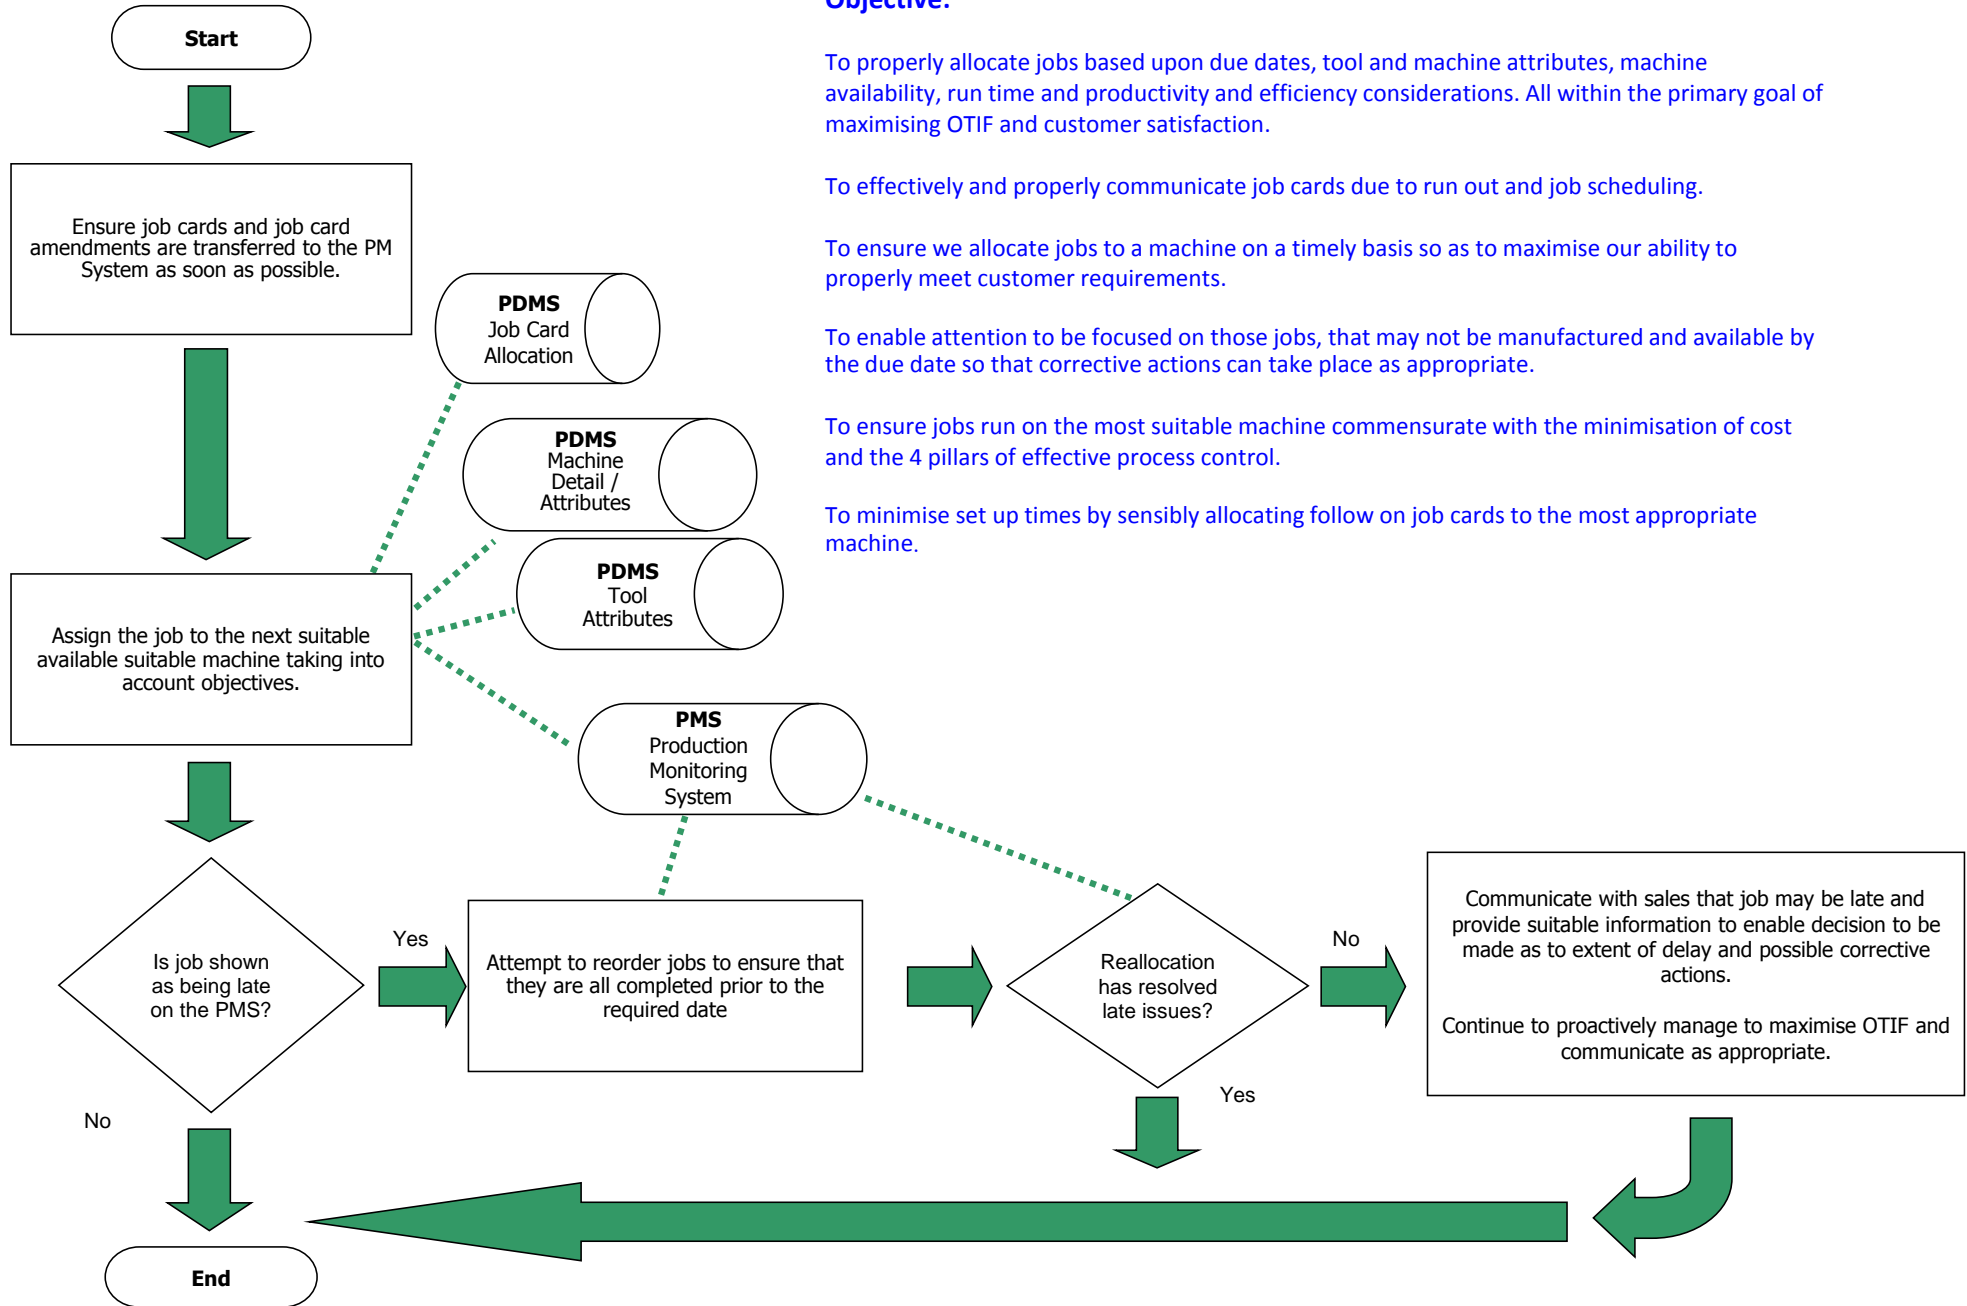 Objective:
Start
To properly allocate jobs based upon due dates, tool and machine attributes, machine
availability, run time and productivity and efficiency considerations. All within the primary goal of
maximising OTIF and customer satisfaction.
To effectively and properly communicate job cards due to run out and job scheduling.
To ensure we allocate jobs to a machine on a timely basis so as to maximise our ability to
properly meet customer requirements.
To enable attention to be focused on those jobs, that may not be manufactured and available by
the due date so that corrective actions can take place as appropriate.
To ensure jobs run on the most suitable machine commensurate with the minimisation of cost
and the 4 pillars of effective process control.
To minimise set up times by sensibly allocating follow on job cards to the most appropriate
machine.
Ensure job cards and job card
amendments are transferred to the PM
System as soon as possible.
PDMS
Job Card
Allocation
PDMS
Machine
Detail /
Attributes
PDMS
Tool
Attributes
Assign the job to the next suitable
available suitable machine taking into
account objectives.
PMS
Production
Monitoring
System
Is job shown
as being late
on the PMS?
Yes
Attempt to reorder jobs to ensure that
they are all completed prior to the
required date
Reallocation
has resolved
late issues?
No
Communicate with sales that job may be late and
provide suitable information to enable decision to be
made as to extent of delay and possible corrective
actions.
Continue to proactively manage to maximise OTIF and
communicate as appropriate.
Yes
No
End